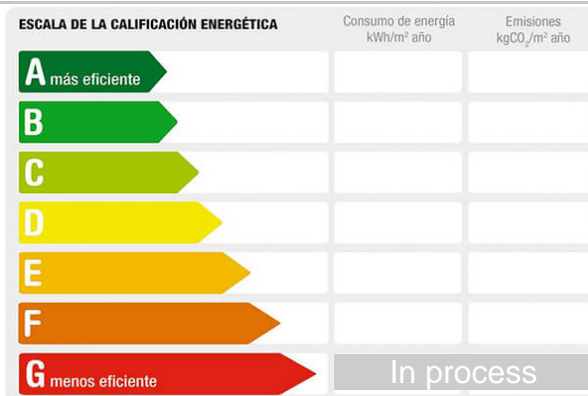 ESCALA DE LA CALIFICACIÓN ENERGÉTICA
Consumo de energía
kWh/m² año
Emisiones
kgCO₂/m² año
A más eficiente
B
C
D
E
F
G menos eficiente
In process